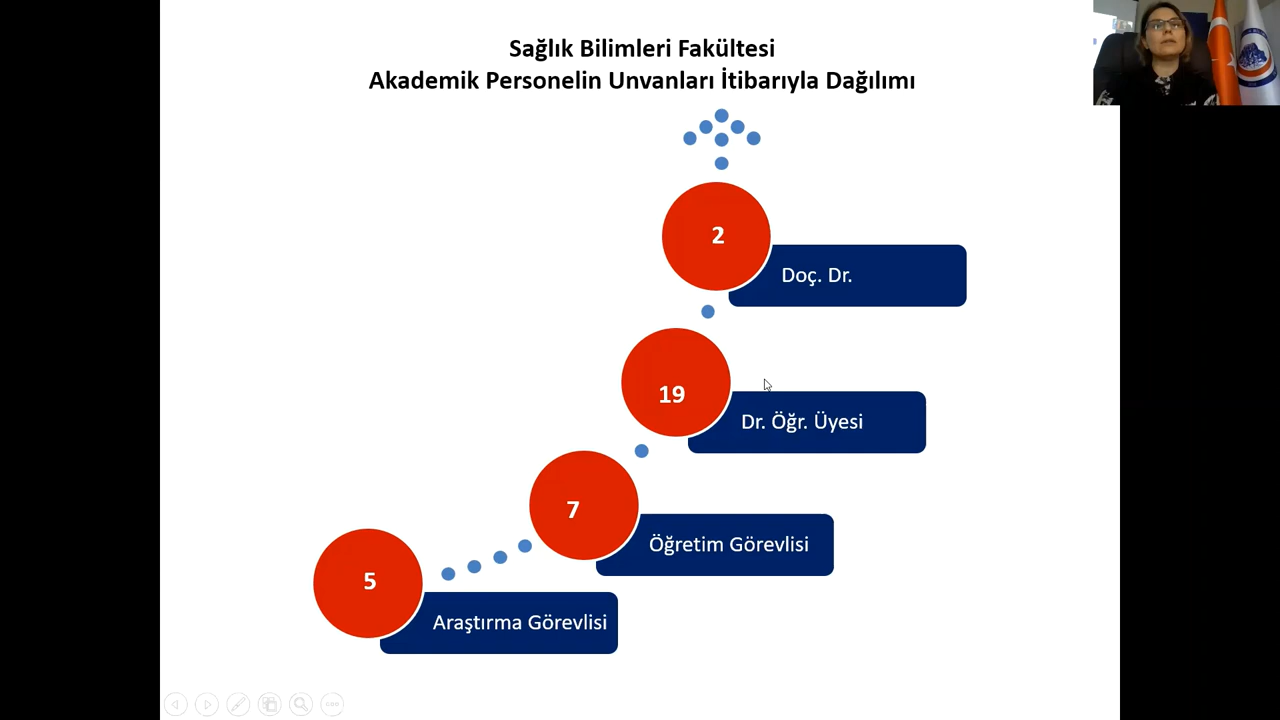 Sağlık Bilimleri Fakültesi
Akademik Personelin Unvanları İtibarıyla Dağılımı
2
Doç. Dr.
19
Dr. Öğr. Üyesi
7
Öğretim Görevlisi
5
Araştırma Görevlisi